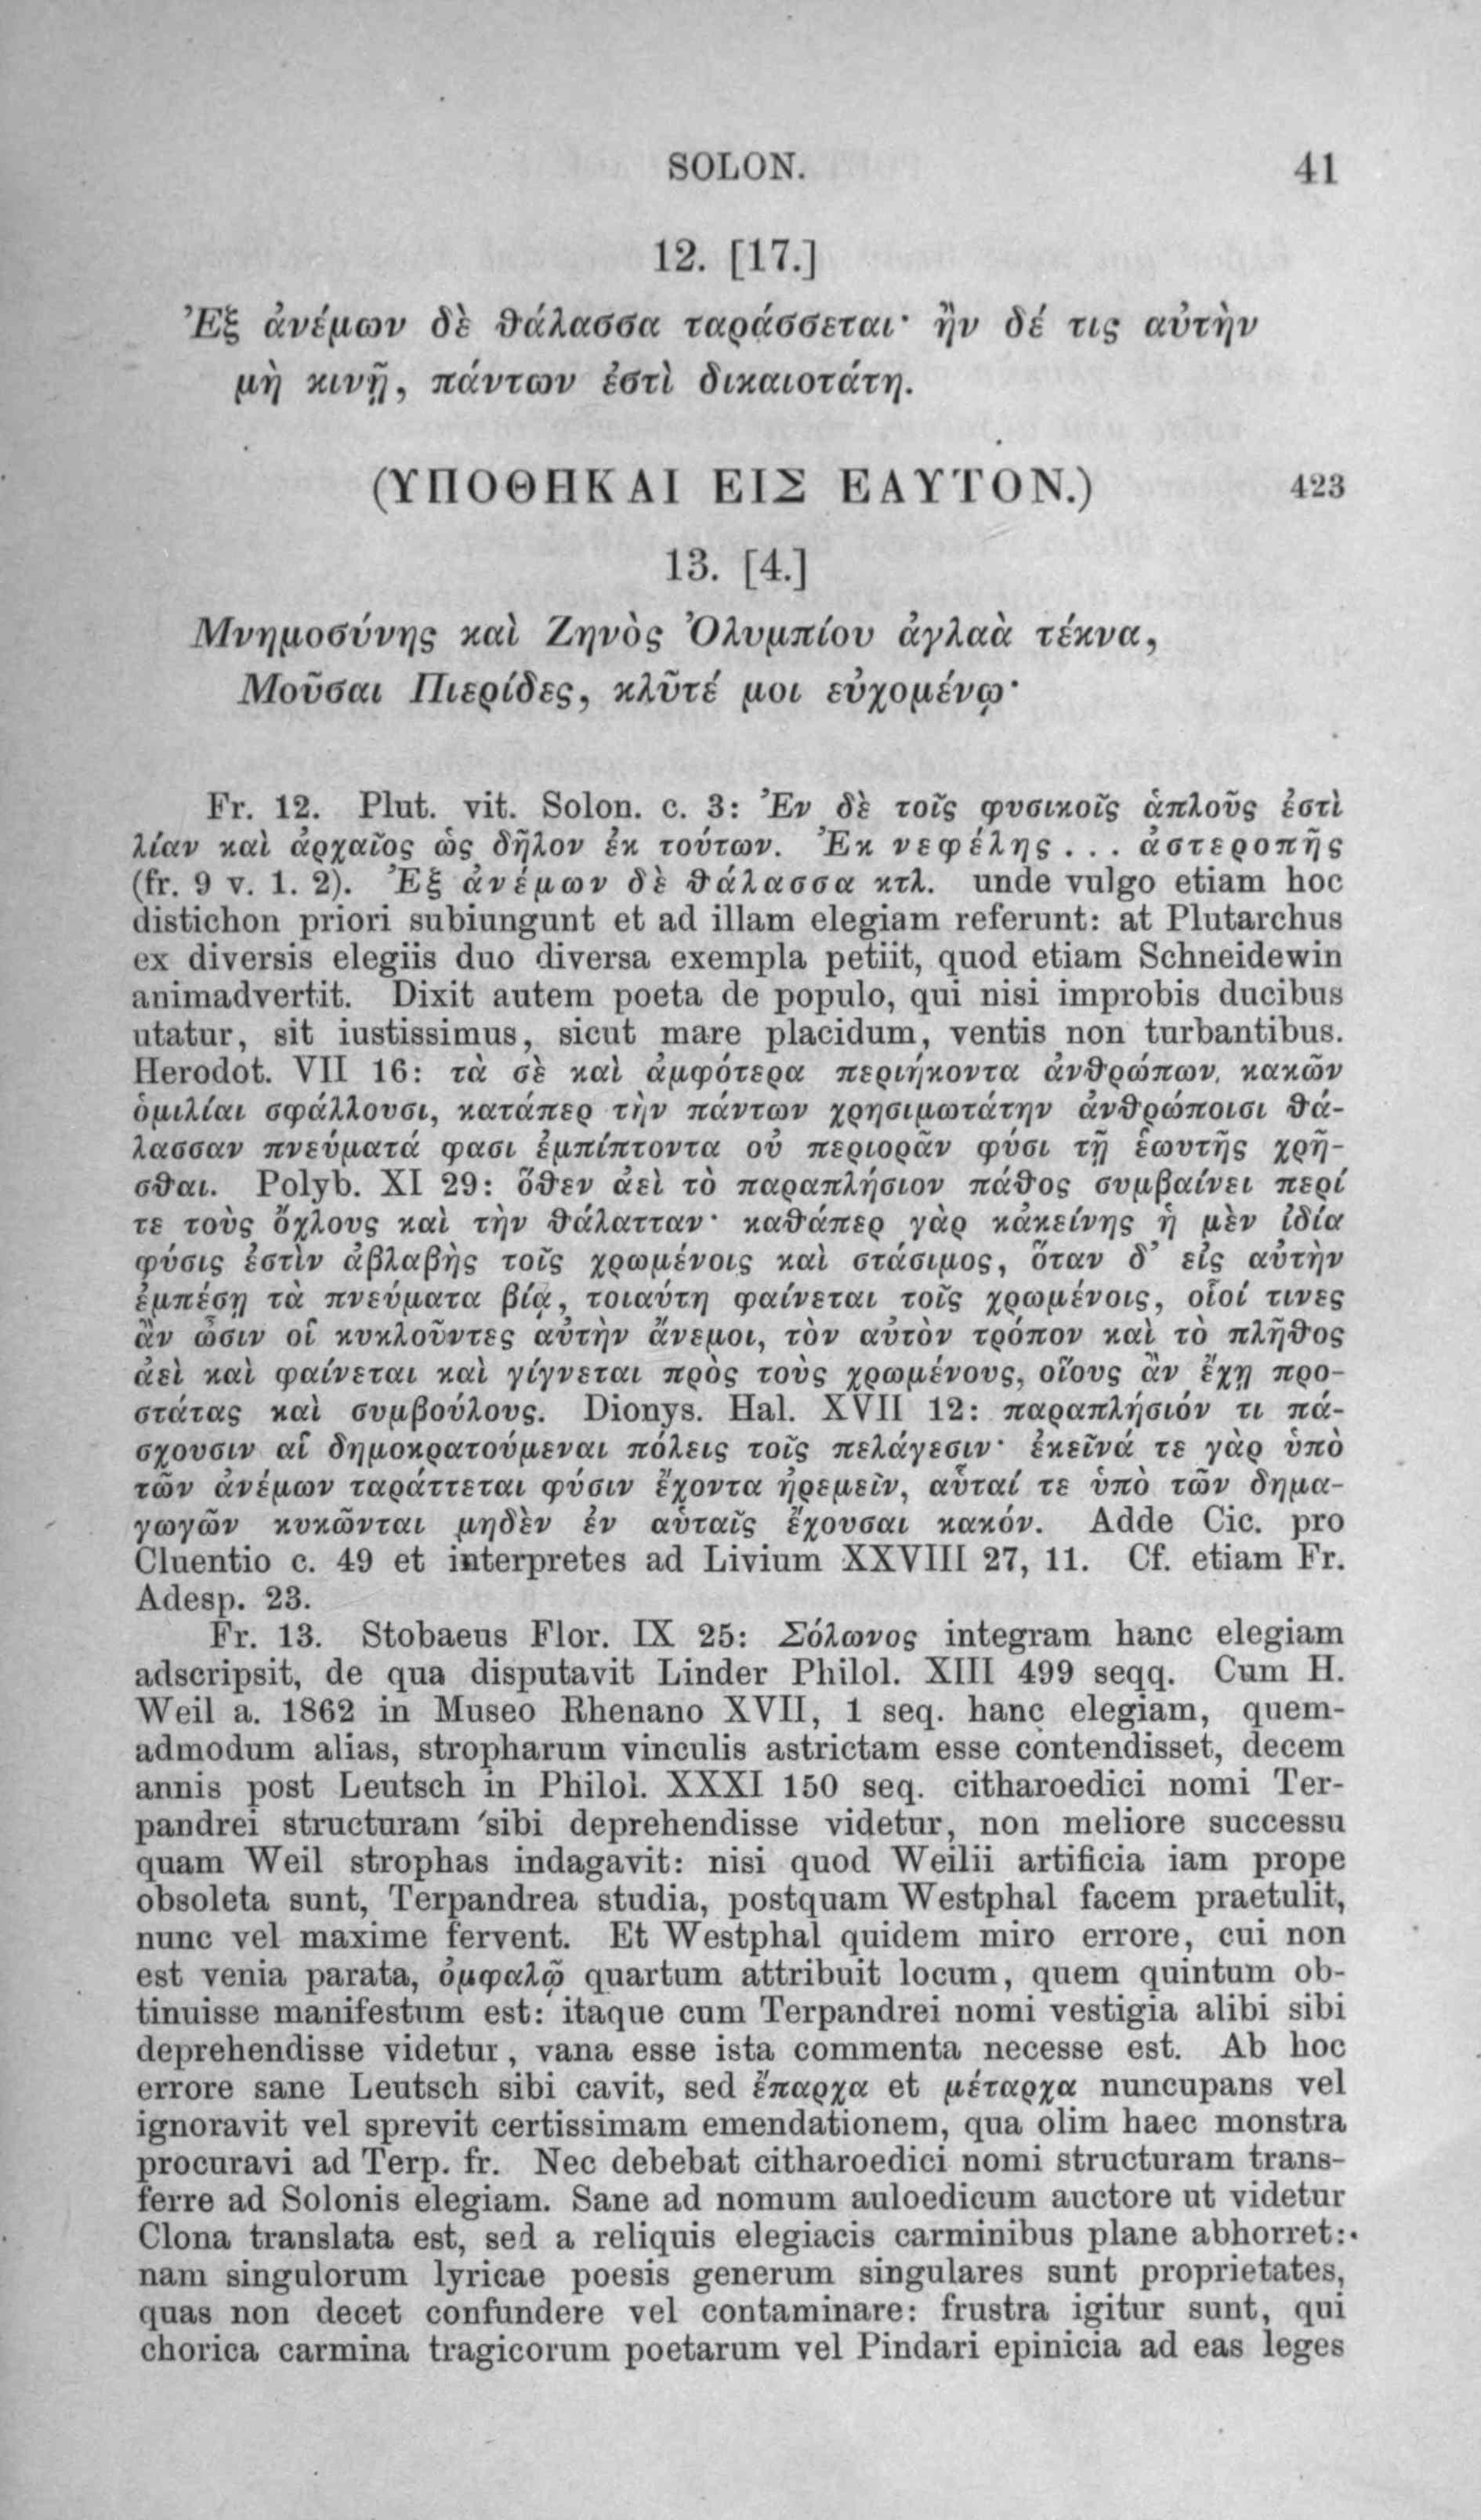 SOLON. 41
12. [17.]
Ἐξ ἀνέμων δὲ θάλασσα ταράσσεται· ἢν δέ τις αὐτὴν
μὴ κινῇ, πάντων ἐστὶ δικαιοτάτη.
(ΥΠΟΘΗΚΑΙ ΕΙΣ ΕΑΥΤΟΝ.) 423
13. [4.]
Μνημοσύνης καὶ Ζηνὸς Ὀλυμπίου ἀγλαὰ τέκνα,
Μοῦσαι Πιερίδες, κλῦτέ μοι εὐχομένῳ·
Fr. 12. Plut. vit. Solon. c. 3: Ἐν δὲ τοῖς φυσικοῖς ἁπλοῦς ἐστὶ
λίαν καὶ ἀρχαῖος ὡς δῆλον ἐκ τούτων. Ἐκ νεφέλης ... ἀστεροπῆς
(fr. 9 v. 1. 2). Ἐξ ἀνέμων δὲ θάλασσα κτλ. unde vulgo etiam hoc
distichon priori subiungunt et ad illam elegiam referunt: at Plutarchus
ex diversis elegiis duo diversa exempla petiit, quod etiam Schneidewin
animadvertit. Dixit autem poeta de populo, qui nisi improbis ducibus
utatur, sit iustissimus, sicut mare placidum, ventis non turbantibus.
Herodot. VII 16: τὰ σὲ καὶ ἀμφότερα περιήκοντα ἀνθρώπων, κακῶν
ὁμιλίαι σφάλλουσι, κατάπερ τὴν πάντων χρησιμωτάτην ἀνθρώποισι θά-
λασσαν πνεύματά φασι ἐμπίπτοντα οὐ περιορᾶν φύσι τῇ ἑωυτῆς χρῆ-
σθαι. Polyb. XI 29: ὅθεν ἀεὶ τὸ παραπλήσιον πάθος συμβαίνει περί
τε τοὺς ὄχλους καὶ τὴν θάλατταν· καθάπερ γὰρ κἀκείνης ἡ μὲν ἰδία
φύσις ἐστὶν ἀβλαβὴς τοῖς χρωμένοις καὶ στάσιμος, ὅταν δ’ εἰς αὐτὴν
ἐμπέσῃ τὰ πνεύματα βίᾳ, τοιαύτη φαίνεται τοῖς χρωμένοις, οἷοί τινες
ἂν ὦσιν οἱ κυκλοῦντες αὐτὴν ἄνεμοι, τὸν αὐτὸν τρόπον καὶ τὸ πλῆθος
ἀεὶ καὶ φαίνεται καὶ γίγνεται πρὸς τοὺς χρωμένους, οἵους ἂν ἔχῃ προ-
στάτας καὶ συμβούλους. Dionys. Hal. XVII 12: παραπλήσιόν τι πά-
σχουσιν αἱ δημοκρατούμεναι πόλεις τοῖς πελάγεσιν· ἐκεῖνά τε γὰρ ὑπὸ
τῶν ἀνέμων ταράττεται φύσιν ἔχοντα ἠρεμεῖν, αὗταί τε ὑπὸ τῶν δημα-
γωγῶν κυκῶνται μηδὲν ἐν αὑταῖς ἔχουσαι κακόν. Adde Cic. pro
Cluentio c. 49 et interpretes ad Livium XXVIII 27, 11. Cf. etiam Fr.
Adesp. 23.
Fr. 13. Stobaeus Flor. IX 25: Σόλωνος integram hanc elegiam
adscripsit, de qua disputavit Linder Philol. XIII 499 seqq. Cum H.
Weil a. 1862 in Museo Rhenano XVII, 1 seq. hanc elegiam, quem-
admodum alias, stropharum vinculis astrictam esse contendisset, decem
annis post Leutsch in Philol. XXXI 150 seq. citharoedici nomi Ter-
pandrei structuram 'sibi deprehendisse videtur, non meliore successu
quam Weil strophas indagavit: nisi quod Weilii artificia iam prope
obsoleta sunt, Terpandrea studia, postquam Westphal facem praetulit,
nunc vel maxime fervent. Et Westphal quidem miro errore, cui non
est venia parata, ὀμφαλῷ quartum attribuit locum, quem quintum ob-
tinuisse manifestum est: itaque cum Terpandrei nomi vestigia alibi sibi
deprehendisse videtur, vana esse ista commenta necesse est. Ab hoc
errore sane Leutsch sibi cavit, sed ἔπαρχα et μέταρχα nuncupans vel
ignoravit vel sprevit certissimam emendationem, qua olim haec monstra
procuravi ad Terp. fr. Nec debebat citharoedici nomi structuram trans-
ferre ad Solonis elegiam. Sane ad nomum auloedicum auctore ut videtur
Clona translata est, sed a reliquis elegiacis carminibus plane abhorret:
nam singulorum lyricae poesis generum singulares sunt proprietates,
quas non decet confundere vel contaminare: frustra igitur sunt, qui
chorica carmina tragicorum poetarum vel Pindari epinicia ad eas leges